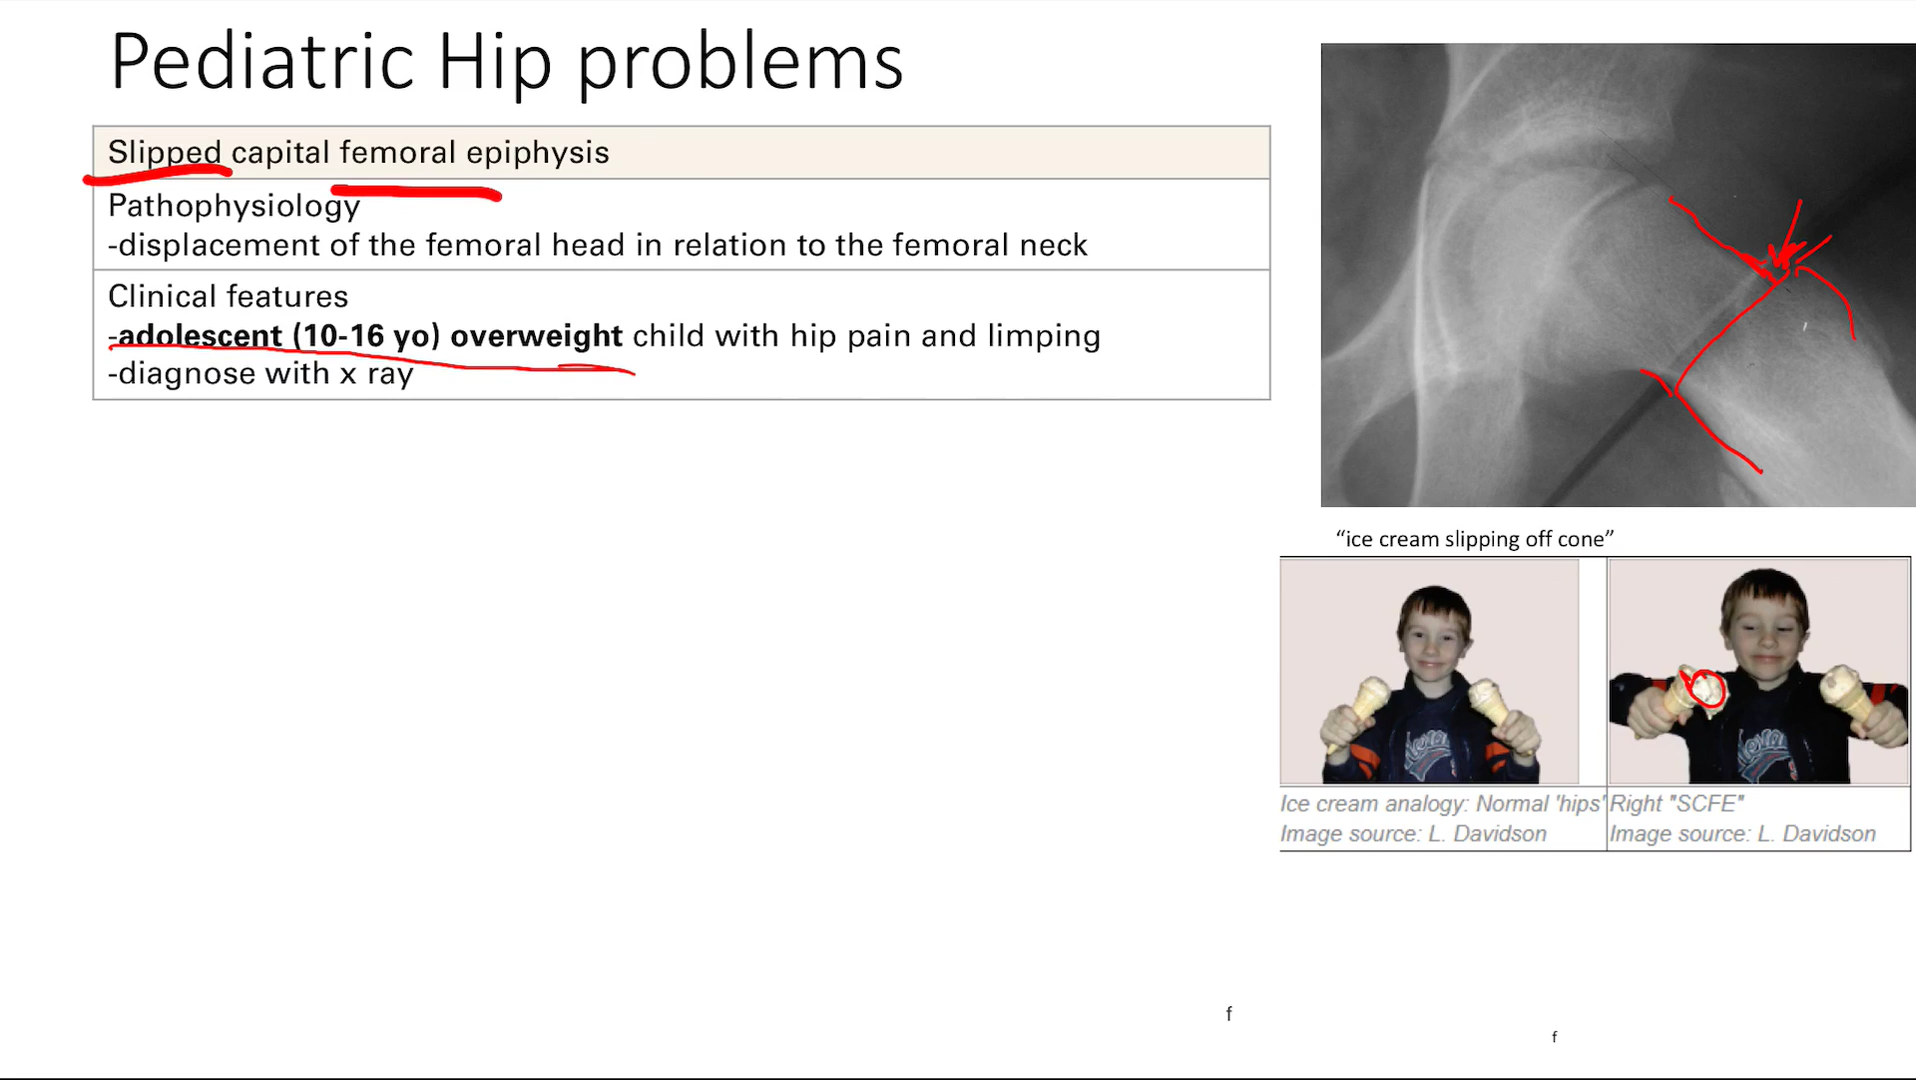 Pediatric Hip problems
Slipped capital femoral epiphysis
Pathophysiology
-displacement of the femoral head in relation to the femoral neck
Clinical features
-adolescent (10-16 yo) overweight child with hip pain and limping
-diagnose with x ray
“ice cream slipping off cone”
Ice cream analogy: Normal 'hips'
Image source: L. Davidson
Right "SCFE"
Image source: L. Davidson
f
f